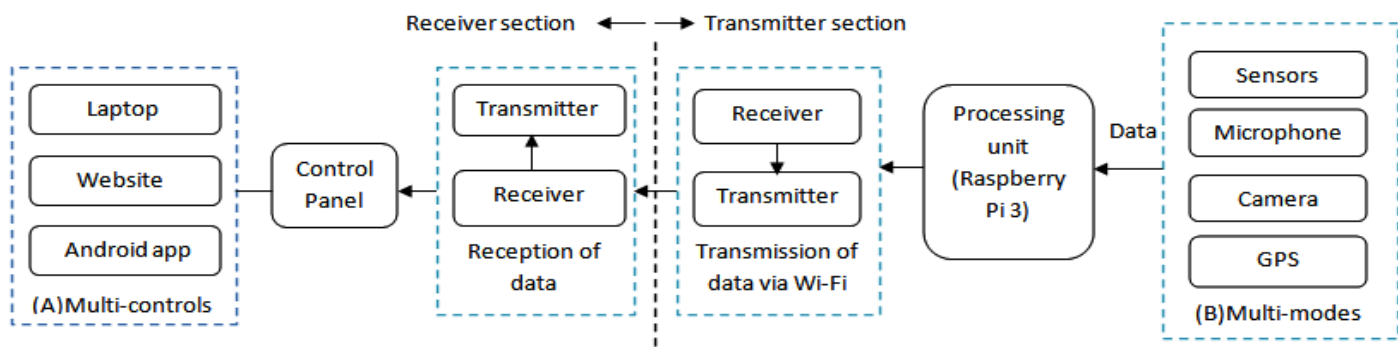 Receiver section
Transmitter section
Laptop
Website
Android app
(A)Multi-controls
Control
Panel
Transmitter
Receiver
Reception of
data
Receiver
Transmitter
Transmission of
data via Wi-Fi
Processing
unit
(Raspberry
Pi 3)
Data
Sensors
Microphone
Camera
GPS
(B)Multi-modes